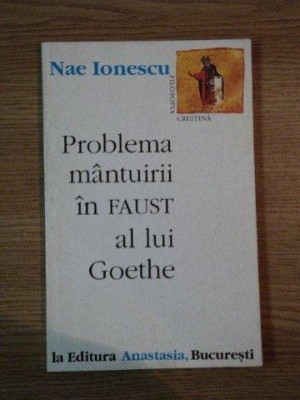 Nae Ionescu
FILOSOFIA
CREȘTINĂ
Problema
mântuirii
în FAUST
al lui
Goethe
la Editura Anastasia, București